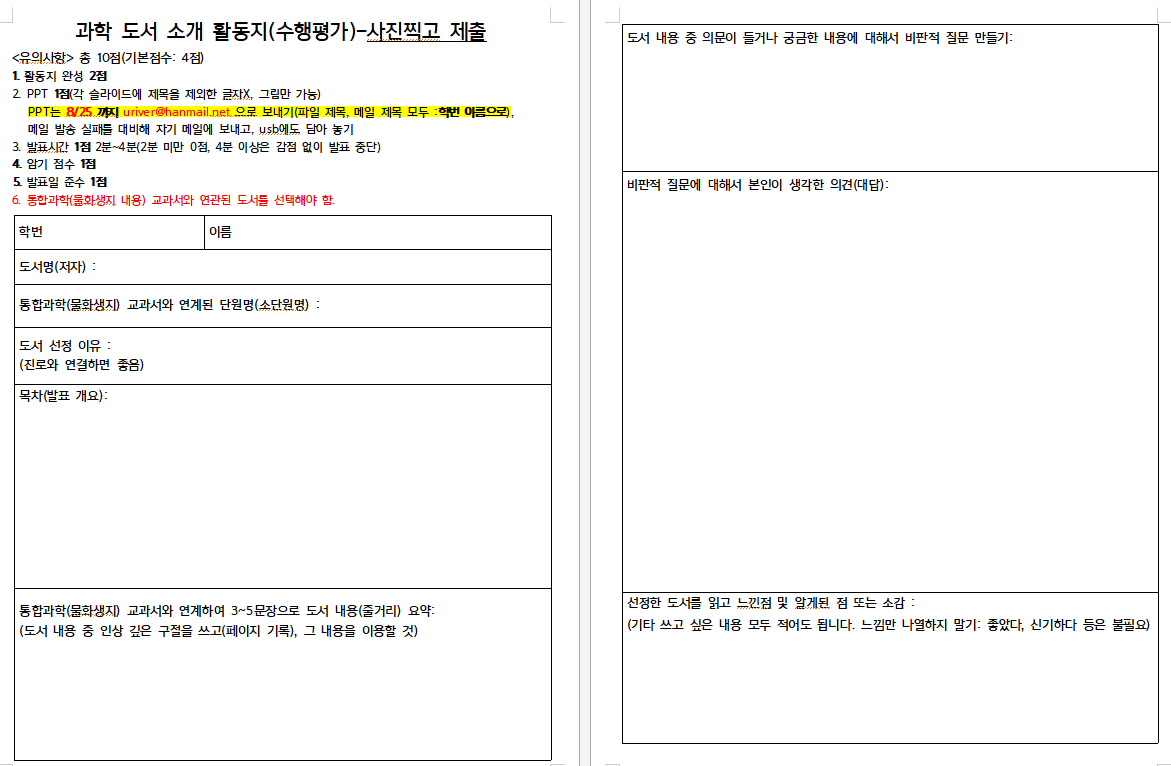 과학 도서 소개 활동지(수행평가)-사진찍고 제출
<유의사항> 총 10점(기본점수: 4점)
1. 활동지 완성 2점
2. PPT 1점(각 슬라이드에 제목을 제외한 글자X, 그림만 가능)
PPT는 8/25 까지 uriver@hanmail.net 으로 보내기(파일 제목, 메일 제목 모두 :학번 이름으로),
메일 발송 실패를 대비해 자기 메일에 보내고, usb에도 담아 놓기
3. 발표시간 1점 2분~4분(2분 미만 0점, 4분 이상은 감점 없이 발표 중단)
4. 암기 점수 1점
5. 발표일 준수 1점
6. 통합과학(물화생지 내용) 교과서와 연관된 도서를 선택해야 함.
학번
이름
도서명(저자) :
통합과학(물화생지) 교과서와 연계된 단원명(소단원명) :
도서 선정 이유 :
(진로와 연결하면 좋음)
목차(발표 개요):
통합과학(물화생지) 교과서와 연계하여 3~5문장으로 도서 내용(줄거리) 요약:
(도서 내용 중 인상 깊은 구절을 쓰고(페이지 기록), 그 내용을 이용할 것)
도서 내용 중 의문이 들거나 궁금한 내용에 대해서 비판적 질문 만들기:
비판적 질문에 대해서 본인이 생각한 의견(대답):
선정한 도서를 읽고 느낀점 및 알게된 점 또는 소감 :
(기타 쓰고 싶은 내용 모두 적어도 됩니다. 느낌만 나열하지 말기: 좋았다, 신기하다 등은 불필요)